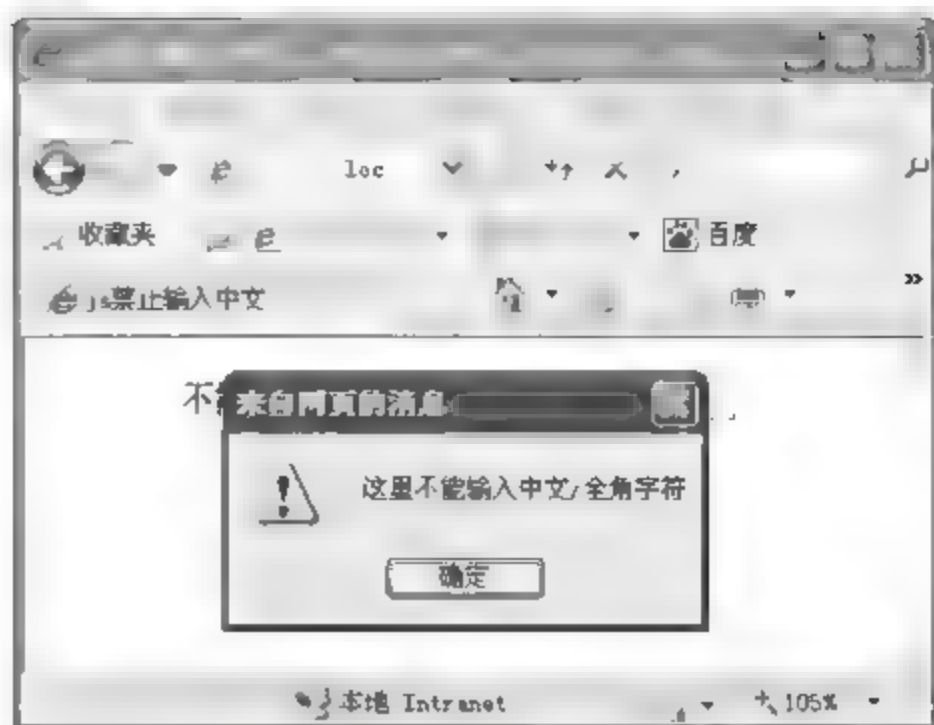 loc
收藏夹 百度
js禁止输入中文
不
来自网页的消息
这里不能输入中文/全角字符
确定
本地 Intranet 105%